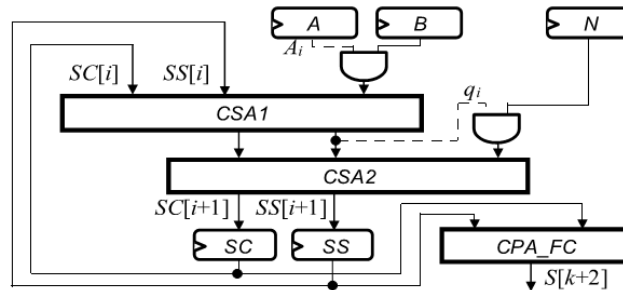 A B N
A_i
SC[i] SS[i] q_i
CSA1
CSA2
SC[i+1] SS[i+1]
SC SS CPA_FC
S[k+2]